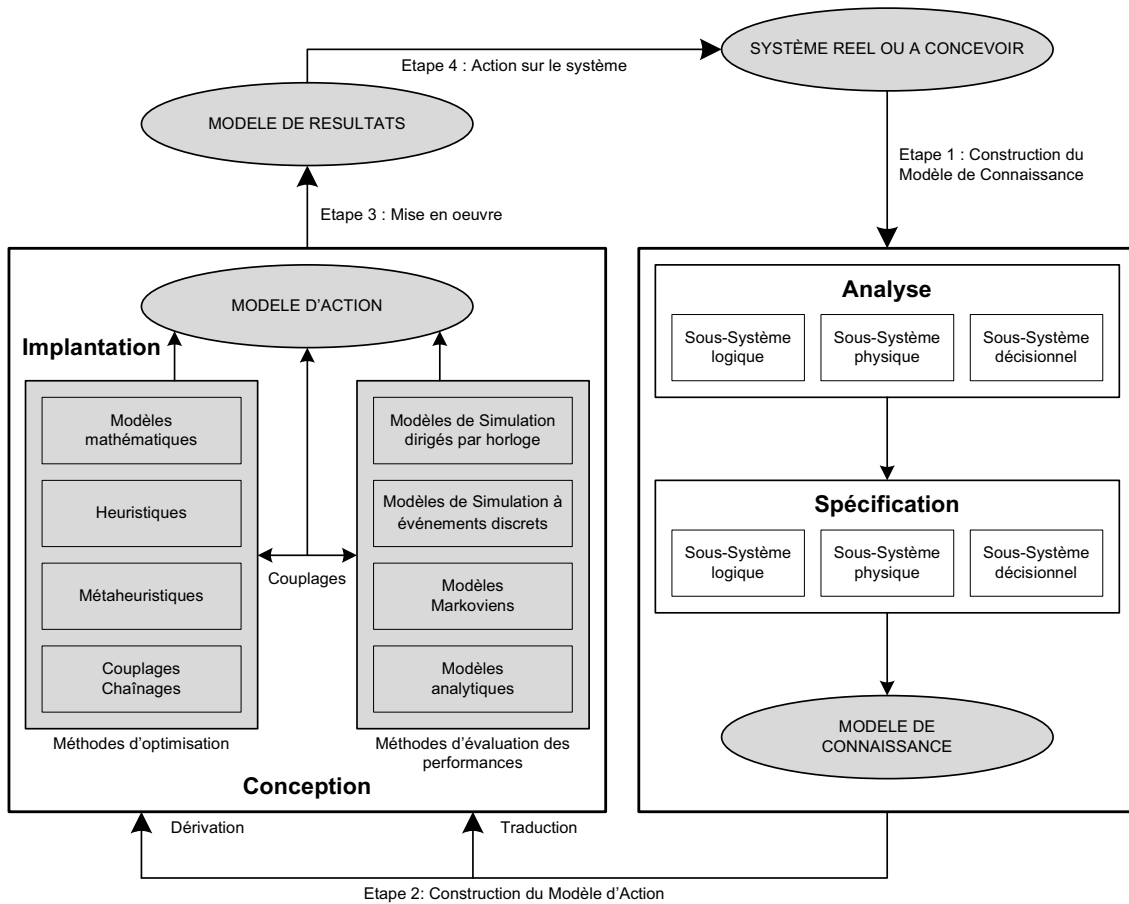 SYSTÈME REEL OU A CONCEVOIR
Etape 4 : Action sur le système
MODELE DE RESULTATS
Etape 1 : Construction du
Modèle de Connaissance
Etape 3 : Mise en oeuvre
MODELE D'ACTION
Implantation
Modèles
mathématiques
Heuristiques
Métaheuristiques
Couplages
Chaînages
Méthodes d'optimisation
Couplages
Modèles de Simulation
dirigés par horloge
Modèles de Simulation à
événements discrets
Modèles
Markoviens
Modèles
analytiques
Méthodes d'évaluation des
performances
Conception
Analyse
Sous-Système
logique
Sous-Système
physique
Sous-Système
décisionnel
Spécification
Sous-Système
logique
Sous-Système
physique
Sous-Système
décisionnel
MODELE DE
CONNAISSANCE
Dérivation
Traduction
Etape 2: Construction du Modèle d'Action